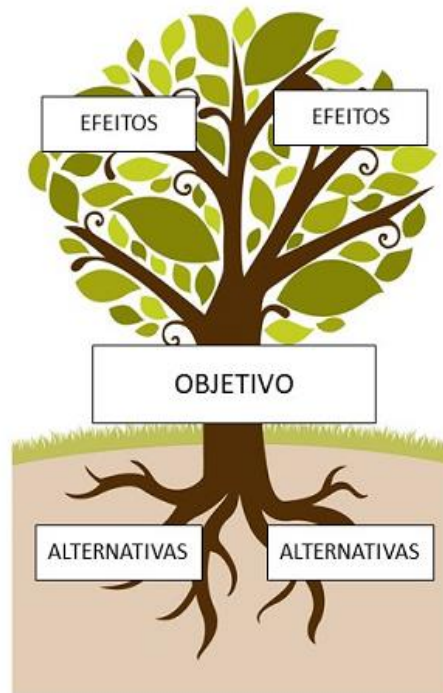 EFEITOS
EFEITOS
OBJETIVO
ALTERNATIVAS
ALTERNATIVAS